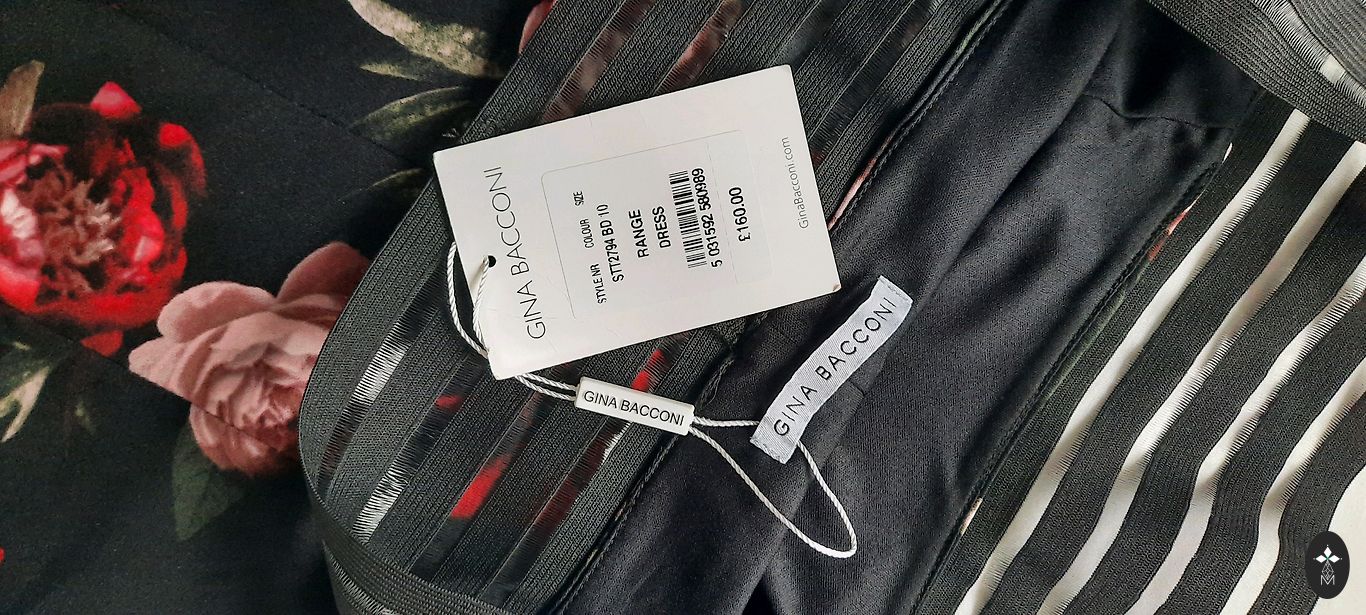 GINA BACCONI
STYLE NR COLOUR SIZE
STT2794 BD 10
RANGE
DRESS
5 031592 580989
£160.00
GinaBacconi.com
GINA BACCONI
GINA BACCONI
M